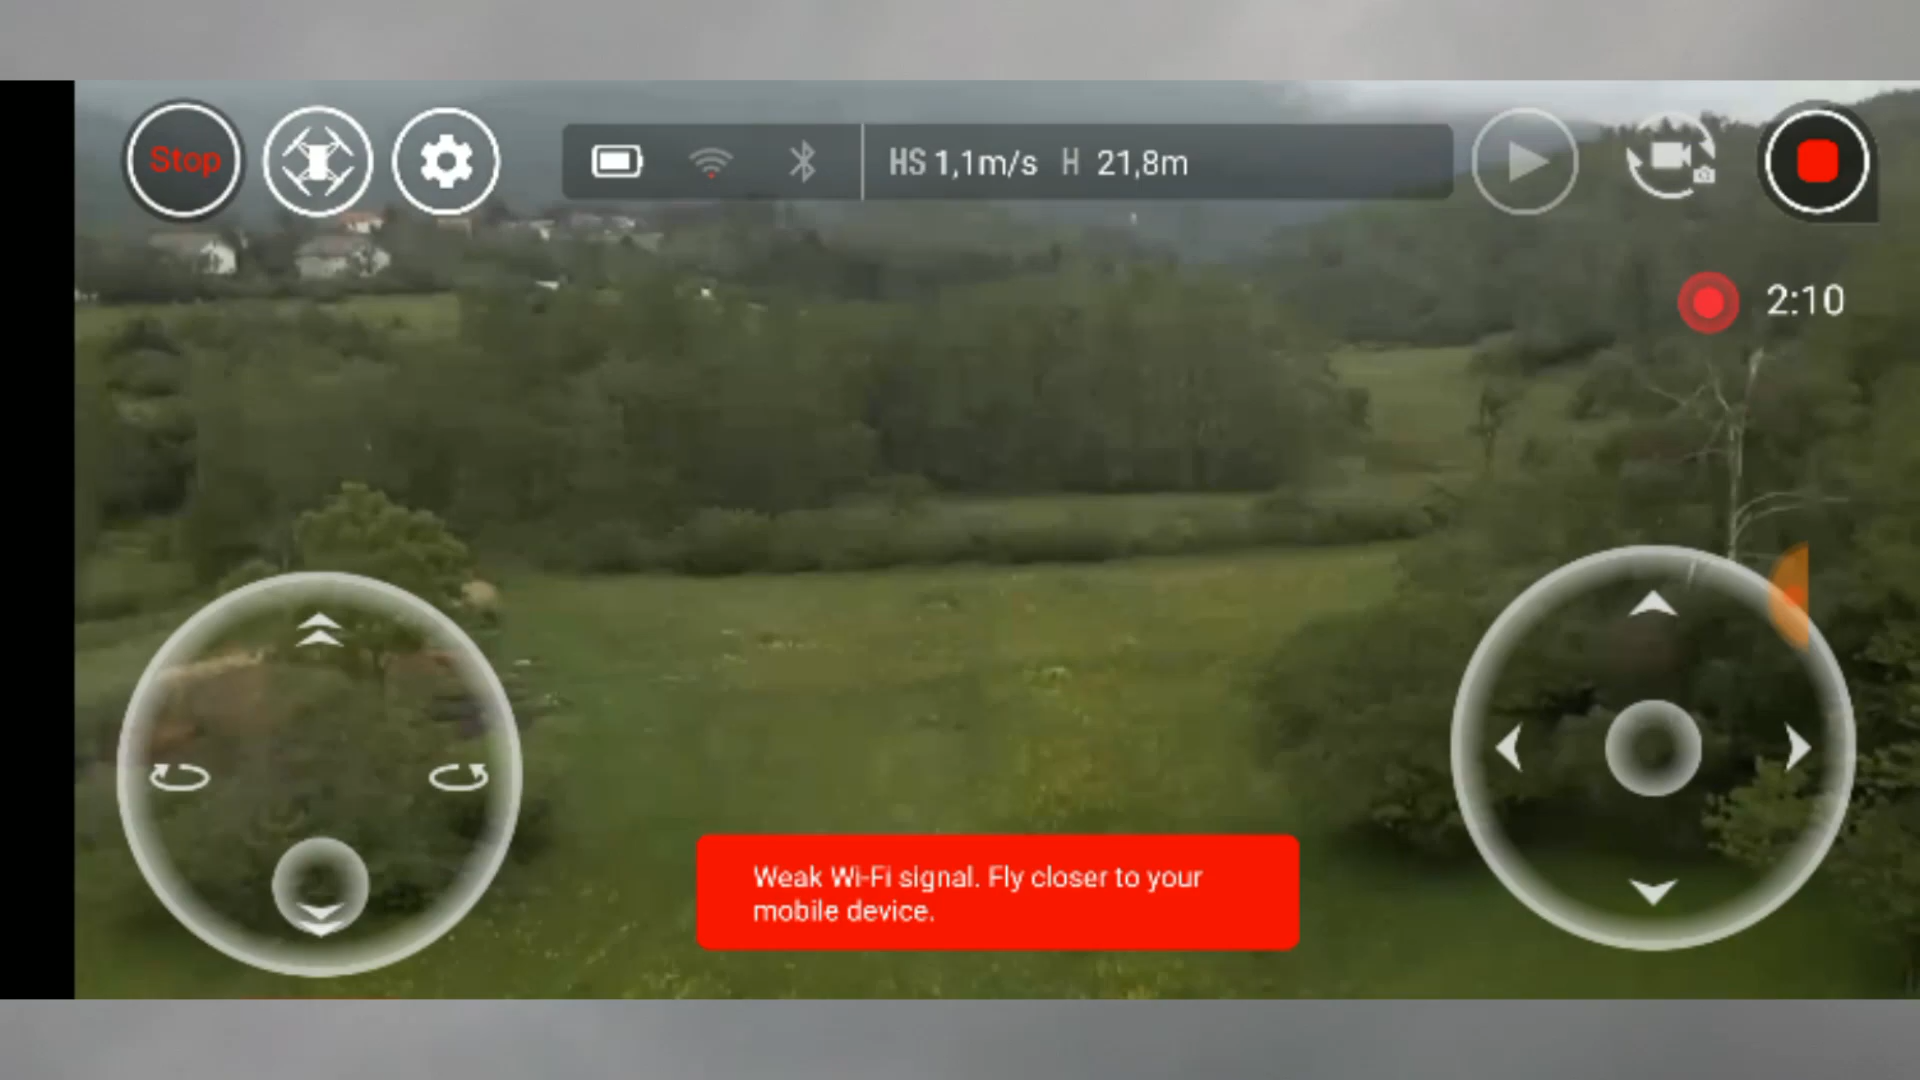 Stop
HS 1,1m/s H 21,8m
2:10
Weak Wi-Fi signal. Fly closer to your
mobile device.